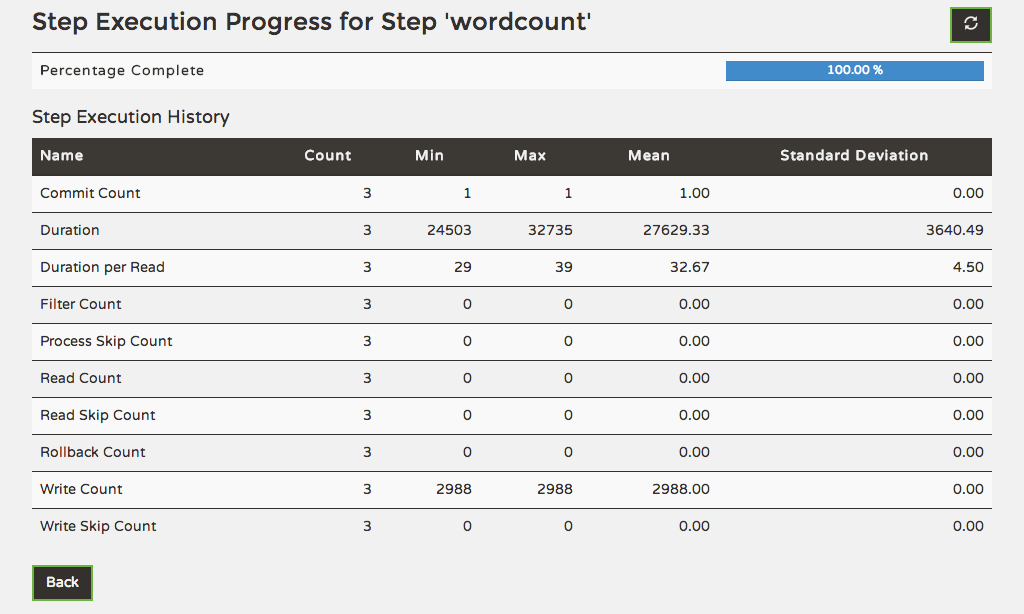 Step Execution Progress for Step 'wordcount'
Percentage Complete 100.00 %
Step Execution History
Name Count Min Max Mean Standard Deviation
Commit Count 3 1 1 1.00 0.00
Duration 3 24503 32735 27629.33 3640.49
Duration per Read 3 29 39 32.67 4.50
Filter Count 3 0 0 0.00 0.00
Process Skip Count 3 0 0 0.00 0.00
Read Count 3 0 0 0.00 0.00
Read Skip Count 3 0 0 0.00 0.00
Rollback Count 3 0 0 0.00 0.00
Write Count 3 2988 2988 2988.00 0.00
Write Skip Count 3 0 0 0.00 0.00
Back